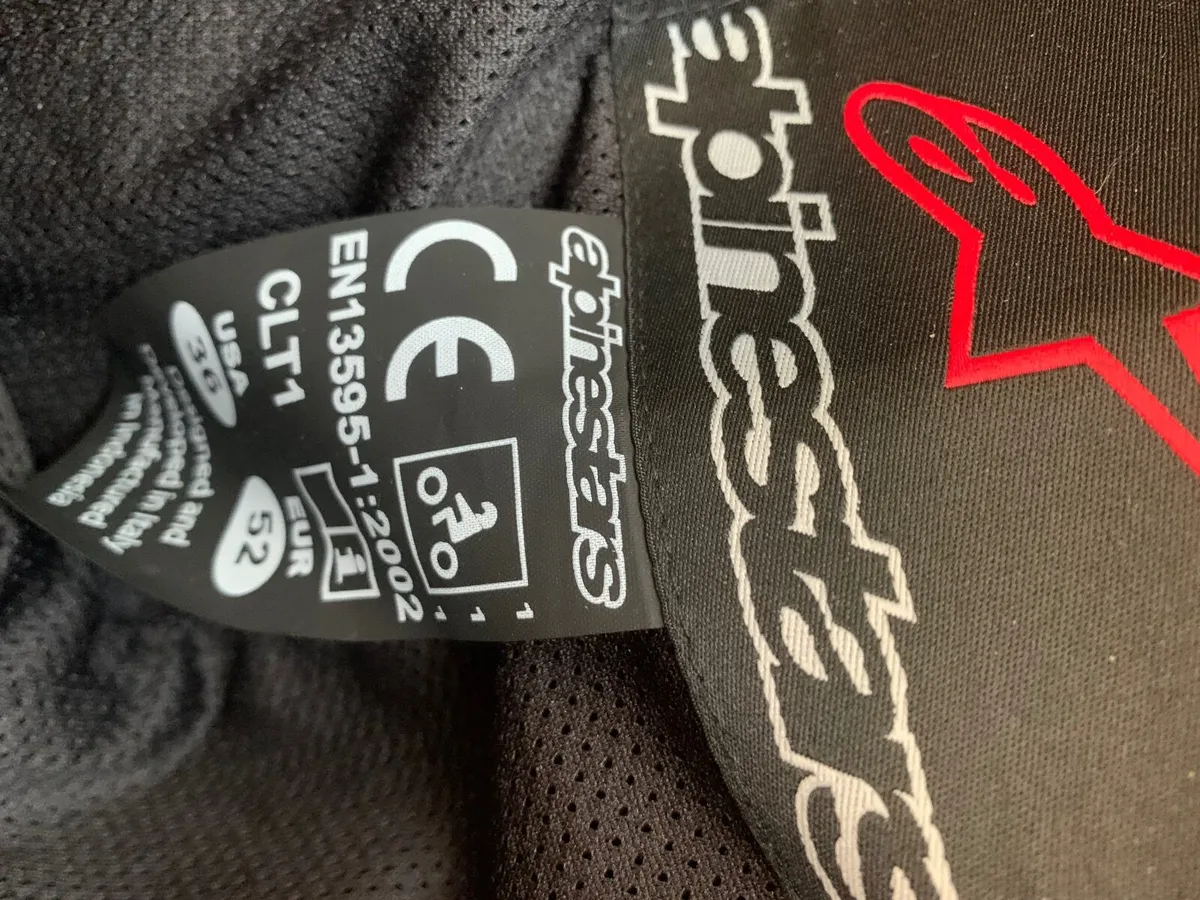 alpinestars
alpinestars
CE
1
1
1
EN13595-1:2002
CLT1
USA
36
EUR
52
Designed and
Developed in Italy
Manufactured
in Indonesia